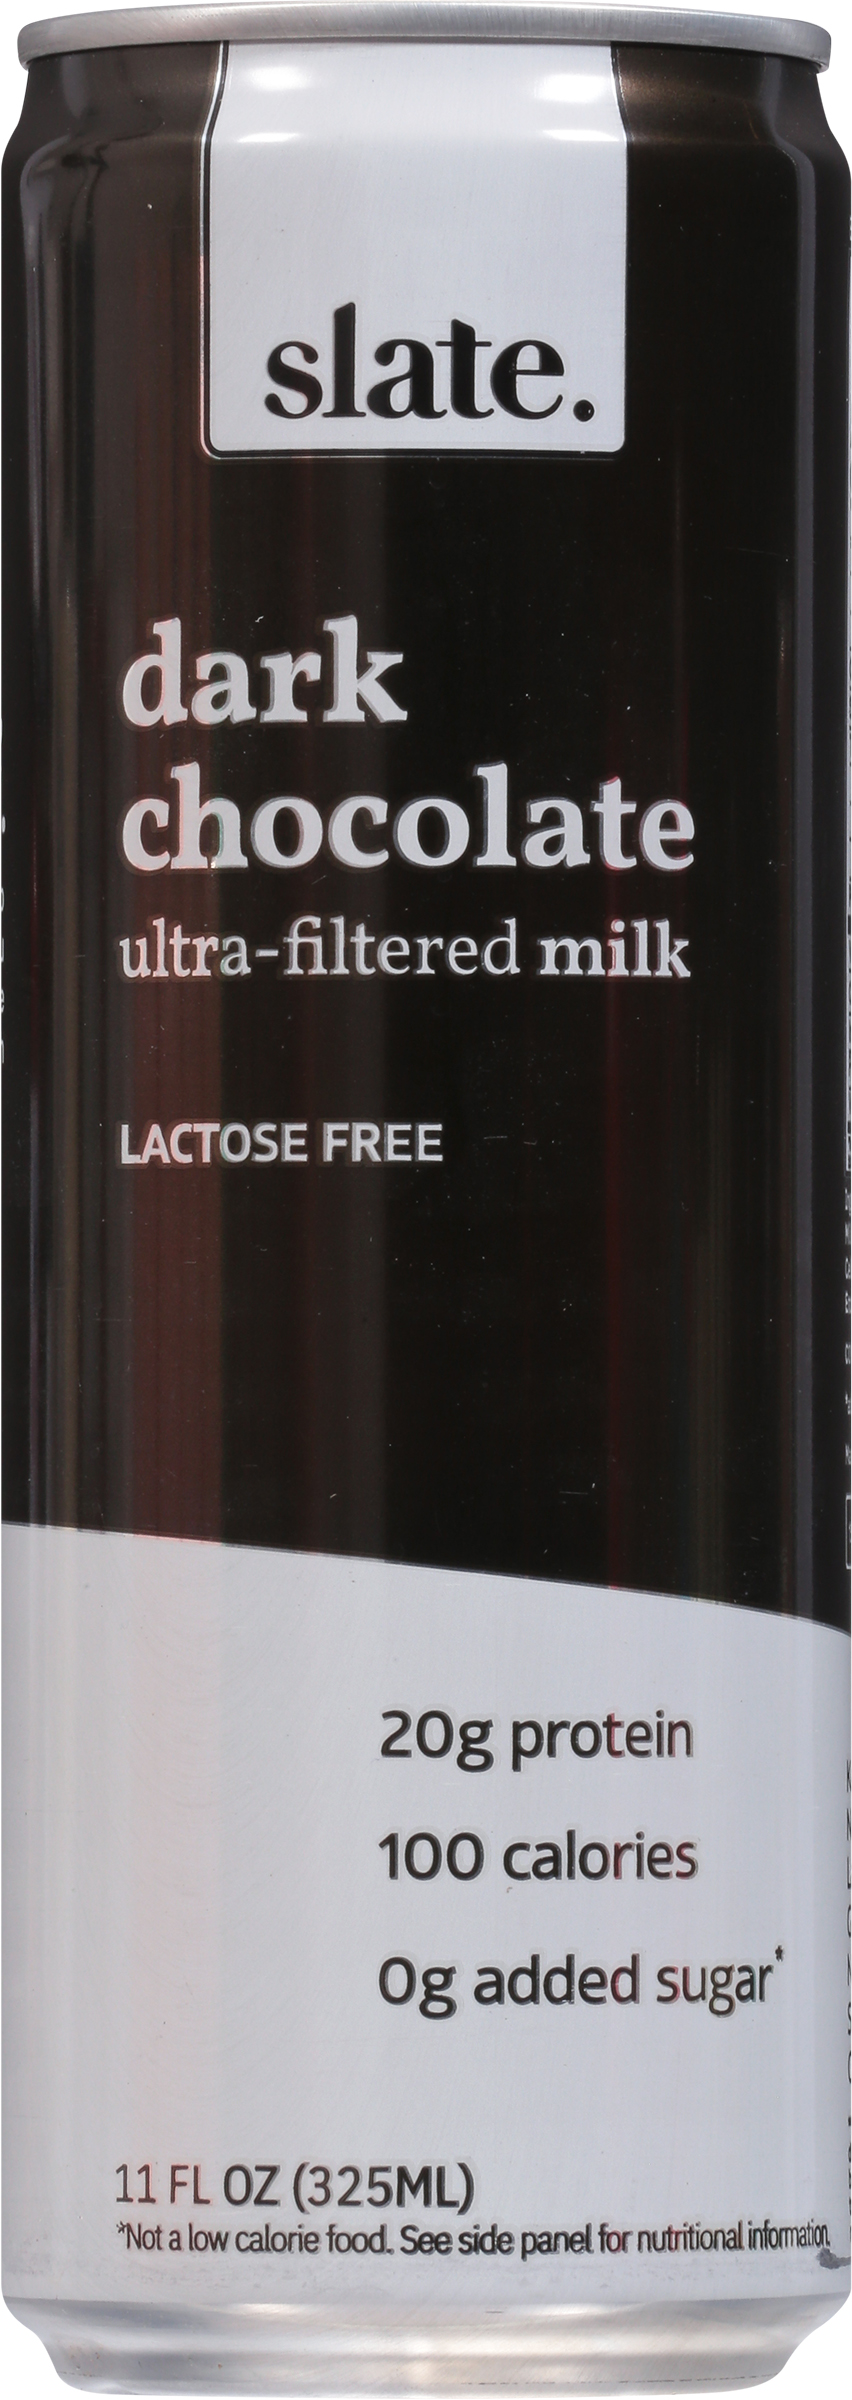 slate.
dark
chocolate
ultra-filtered milk
LACTOSE FREE
20g protein
100 calories
0g added sugar*
11 FL OZ (325ML)
*Not a low calorie food. See side panel for nutritional information.